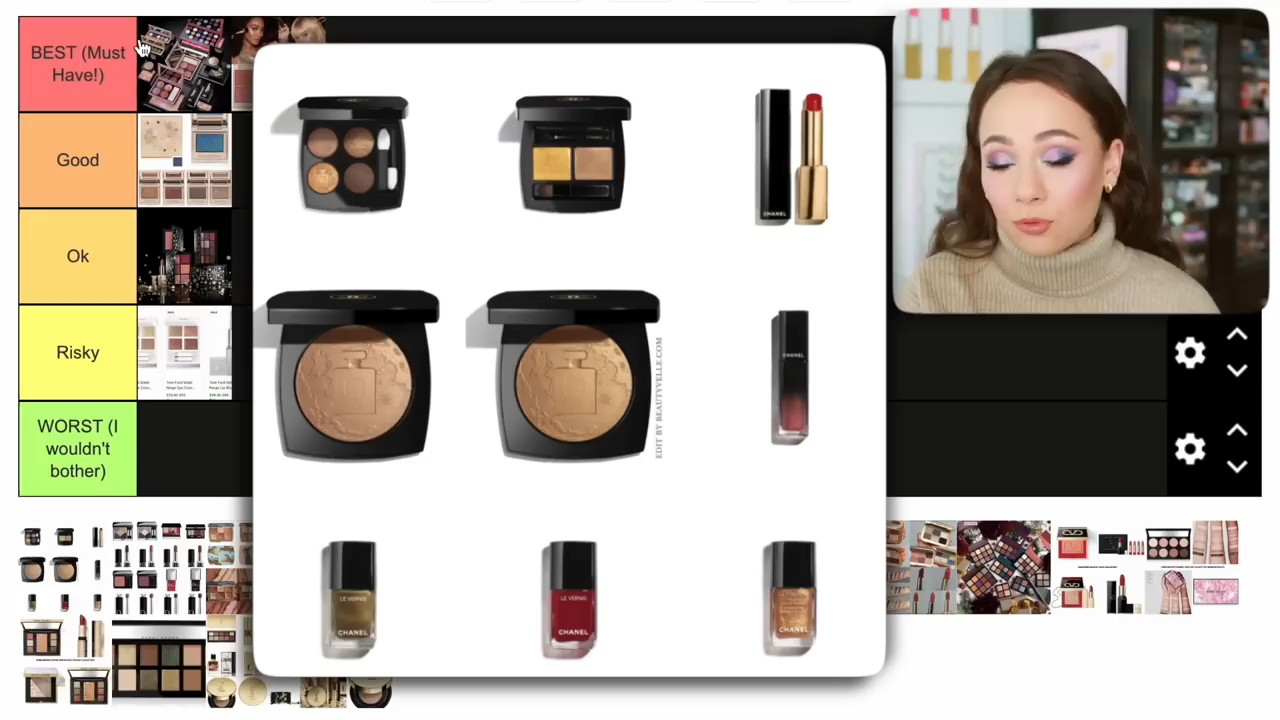 BEST (Must
Have!)
Good
Ok
Risky
WORST (I
wouldn't
bother)
CHANEL
CHANEL
EDIT BY BEAUTYVELLE.COM
LE VERNIS
CHANEL
LE VERNIS
CHANEL
CHANEL